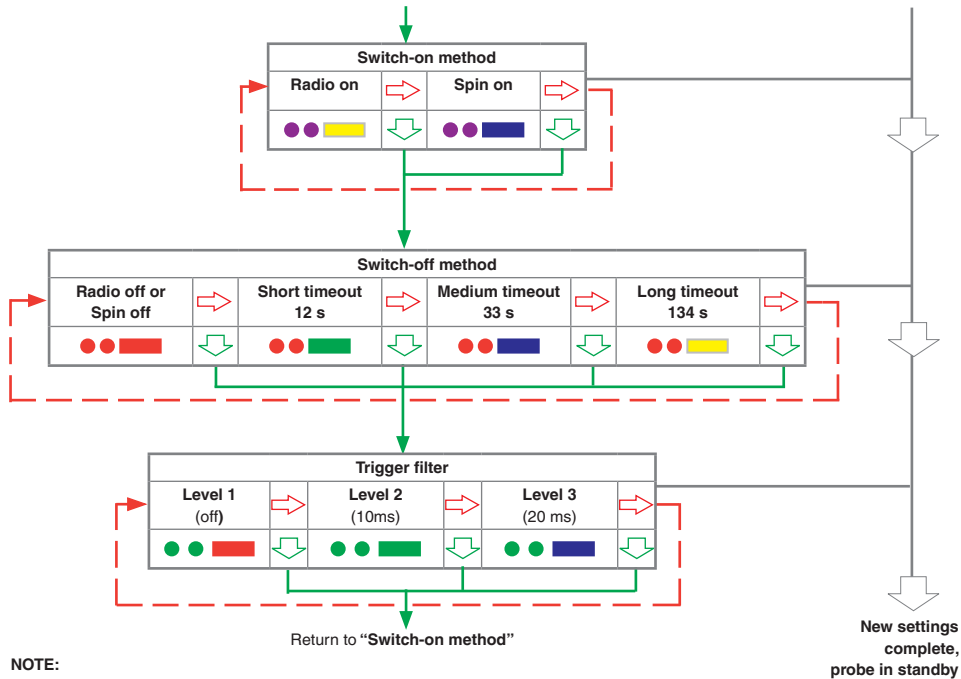 Switch-on method
Radio on
Spin on
Switch-off method
Radio off or
Spin off
Short timeout
12 s
Medium timeout
33 s
Long timeout
134 s
Trigger filter
Level 1
(off)
Level 2
(10ms)
Level 3
(20 ms)
Return to “Switch-on method”
New settings
complete,
probe in standby
NOTE: